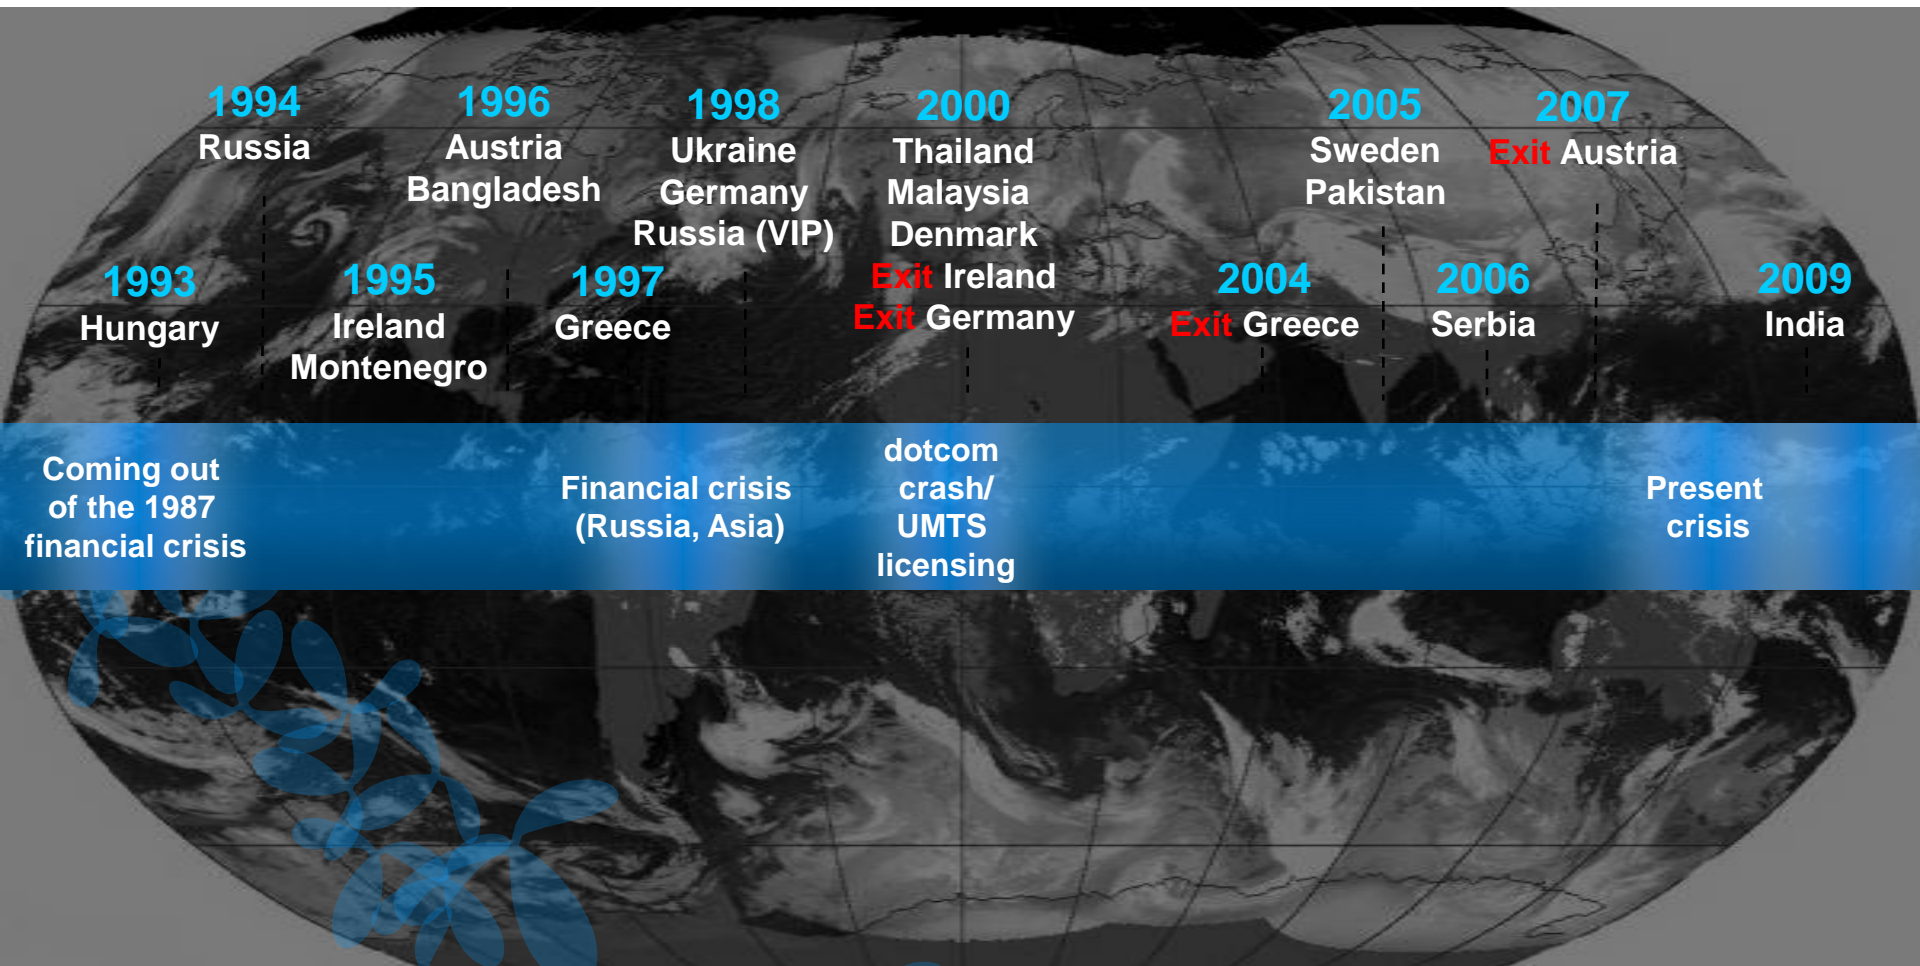 1994
Russia
1996
Austria
Bangladesh
1998
Ukraine
Germany
Russia (VIP)
2000
Thailand
Malaysia
Denmark
Exit Ireland
Exit Germany
2005
Sweden
Pakistan
2007
Exit Austria
1993
Hungary
1995
Ireland
Montenegro
1997
Greece
2004
Exit Greece
2006
Serbia
2009
India
Coming out
of the 1987
financial crisis
Financial crisis
(Russia, Asia)
dotcom
crash/
UMTS
licensing
Present
crisis